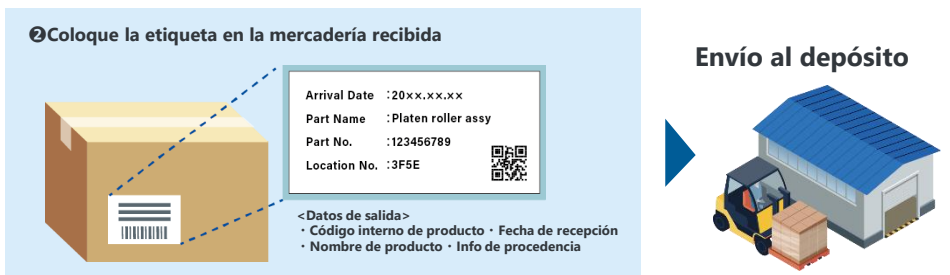 ❷Coloque la etiqueta en la mercadería recibida
Envío al depósito
Arrival Date :20××.××.××
Part Name :Platen roller assy
Part No. :123456789
Location No. :3F5E
<Datos de salida>
・Código interno de producto・Fecha de recepción
・Nombre de producto・Info de procedencia